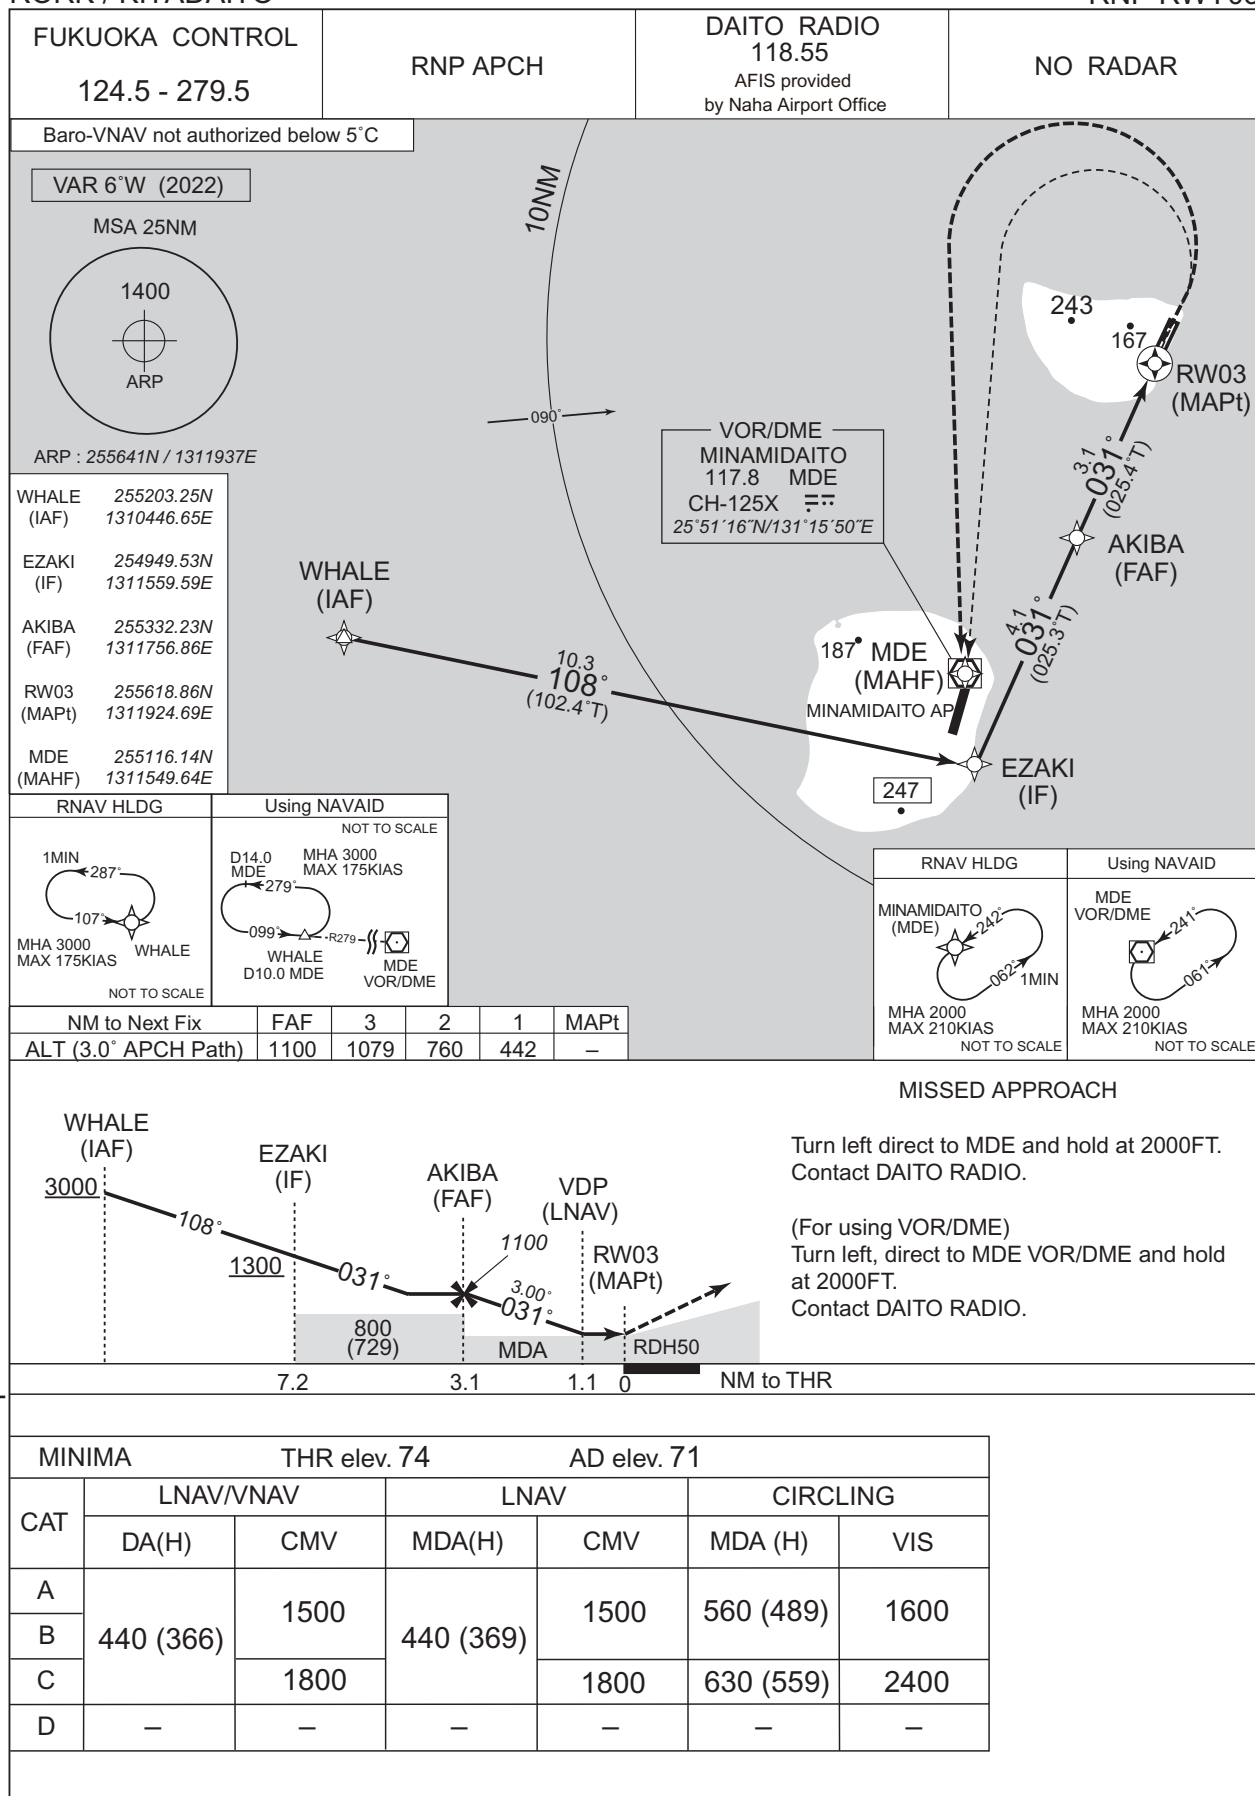 FUKUOKA CONTROL
124.5 - 279.5
RNP APCH
DAITO RADIO
118.55
AFIS provided
by Naha Airport Office
NO RADAR
Baro-VNAV not authorized below 5˚C
VAR 6˚W (2022)
MSA 25NM
1400
ARP
ARP : 255641N / 1311937E
WHALE 255203.25N
(IAF) 1310446.65E
EZAKI 254949.53N
(IF) 1311559.59E
AKIBA 255332.23N
(FAF) 1311756.86E
RW03 255618.86N
(MAPt) 1311924.69E
MDE 255116.14N
(MAHF) 1311549.64E
10NM
090˚
VOR/DME
MINAMIDAITO
117.8 MDE
CH-125X
25˚51´16˝N/131˚15´50˝E
243
167
RW03
(MAPt)
3.1
031˚
(025.4˚T)
AKIBA
(FAF)
4.1
031˚
(025.3˚T)
WHALE
(IAF)
10.3
108˚
(102.4˚T)
187
MDE
(MAHF)
MINAMIDAITO AP
EZAKI
(IF)
247
RNAV HLDG
1MIN
287˚
107˚
MHA 3000
MAX 175KIAS
WHALE
NOT TO SCALE
Using NAVAID
NOT TO SCALE
D14.0
MDE
MHA 3000
MAX 175KIAS
279˚
099˚
R279
WHALE
D10.0 MDE
MDE
VOR/DME
RNAV HLDG
MINAMIDAITO
(MDE)
242˚
062˚
1MIN
MHA 2000
MAX 210KIAS
NOT TO SCALE
Using NAVAID
MDE
VOR/DME
241˚
061˚
MHA 2000
MAX 210KIAS
NOT TO SCALE
NM to Next Fix FAF 3 2 1 MAPt
ALT (3.0˚ APCH Path) 1100 1079 760 442 –
MISSED APPROACH
Turn left direct to MDE and hold at 2000FT.
Contact DAITO RADIO.
(For using VOR/DME)
Turn left, direct to MDE VOR/DME and hold
at 2000FT.
Contact DAITO RADIO.
WHALE
(IAF)
3000
108˚
EZAKI
(IF)
1300
031˚
AKIBA
(FAF)
1100
VDP
(LNAV)
3.00˚
031˚
RW03
(MAPt)
800
(729)
MDA
RDH50
7.2 3.1 1.1 0 NM to THR
MINIMA THR elev. 74 AD elev. 71
CAT LNAV/VNAV LNAV CIRCLING
DA(H) CMV MDA(H) CMV MDA (H) VIS
A
B
440 (366) 1500 440 (369) 1500 560 (489) 1600
C 1800 1800 630 (559) 2400
D – – – – – –